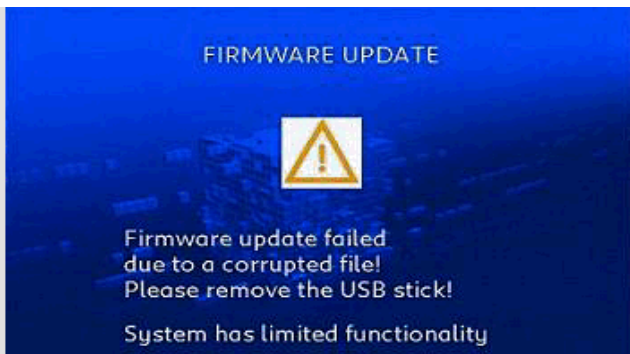 FIRMWARE UPDATE
Firmware update failed
due to a corrupted file!
Please remove the USB stick!
System has limited functionality